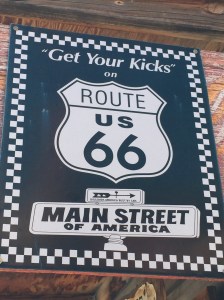 "Get Your Kicks"
on
ROUTE
US
66
MAIN STREET
OF AMERICA